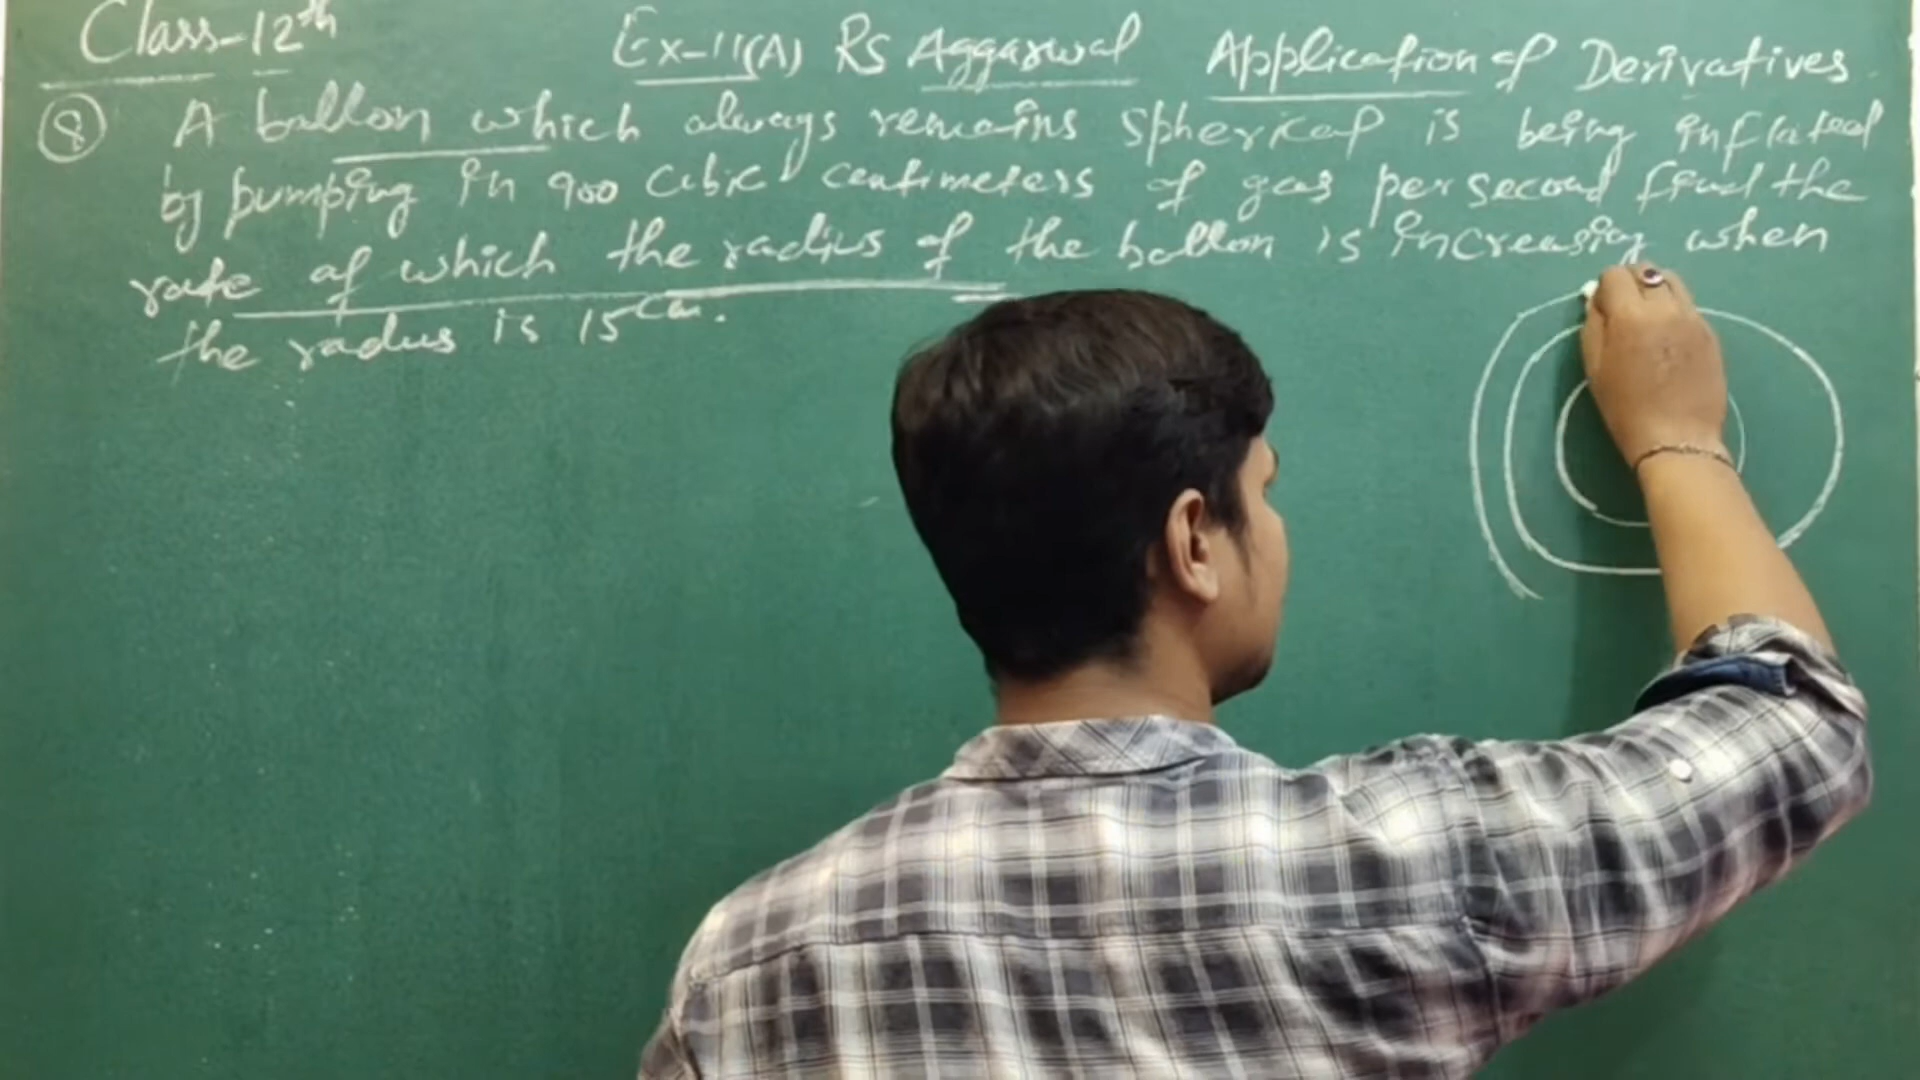 Class-12th
Ex-11(A) RS Aggarwal Application of Derivatives
8 A ballon which always remains spherical is being inflated
by pumping in 900 cubic centimeters of gas per second find the
rate of which the radius of the ballon is increasing when
the radius is 15 cm.